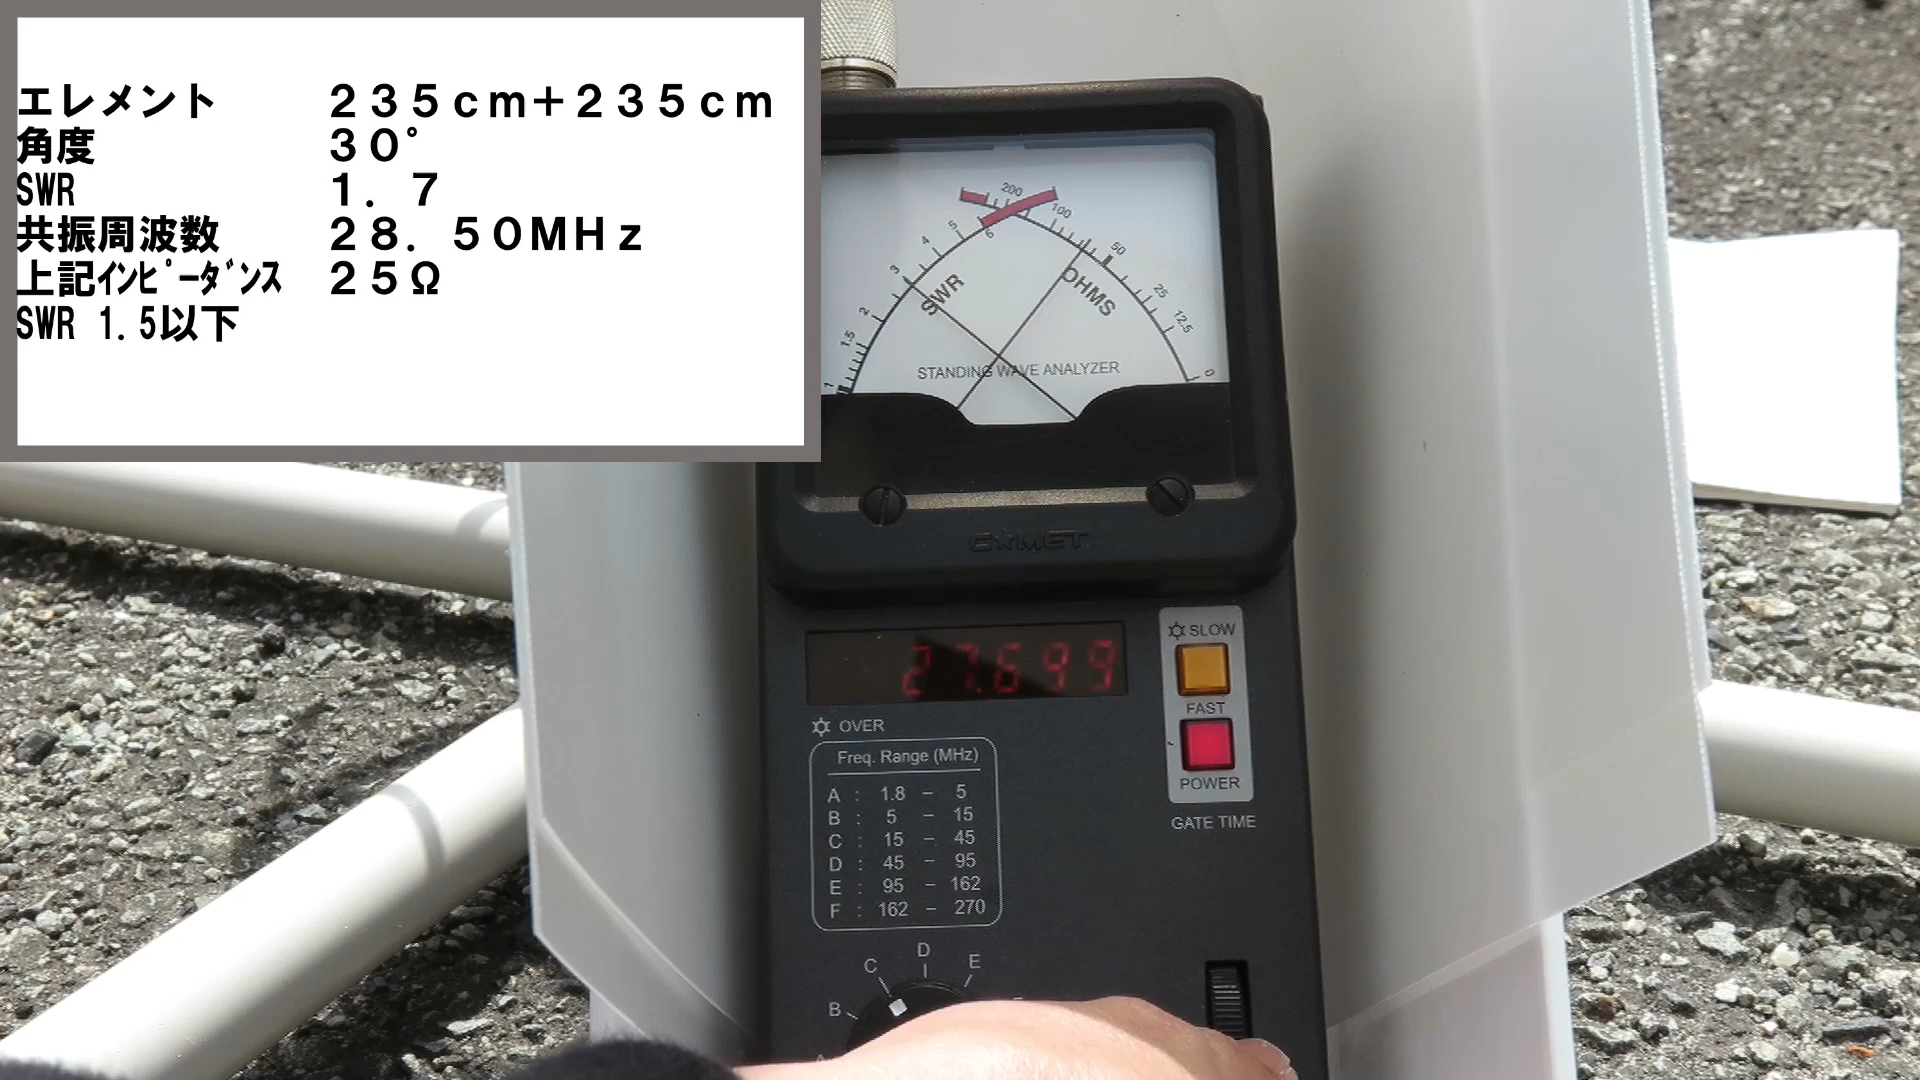 エレメント　２３５ｃｍ＋２３５ｃｍ
角度　３０°
SWR　１．７
共振周波数　２８．５０ＭＨｚ
上記ｲﾝﾋﾟｰﾀﾞﾝｽ　２５Ω
SWR 1.5以下
200
100
50
25
12.5
0
1
1.5
2
3
4
5
6
SWR
OHMS
STANDING WAVE ANALYZER
COMET
27.699
SLOW
FAST
POWER
GATE TIME
OVER
Freq. Range (MHz)
A : 1.8 – 5
B : 5 – 15
C : 15 – 45
D : 45 – 95
E : 95 – 162
F : 162 – 270
A
B
C
D
E